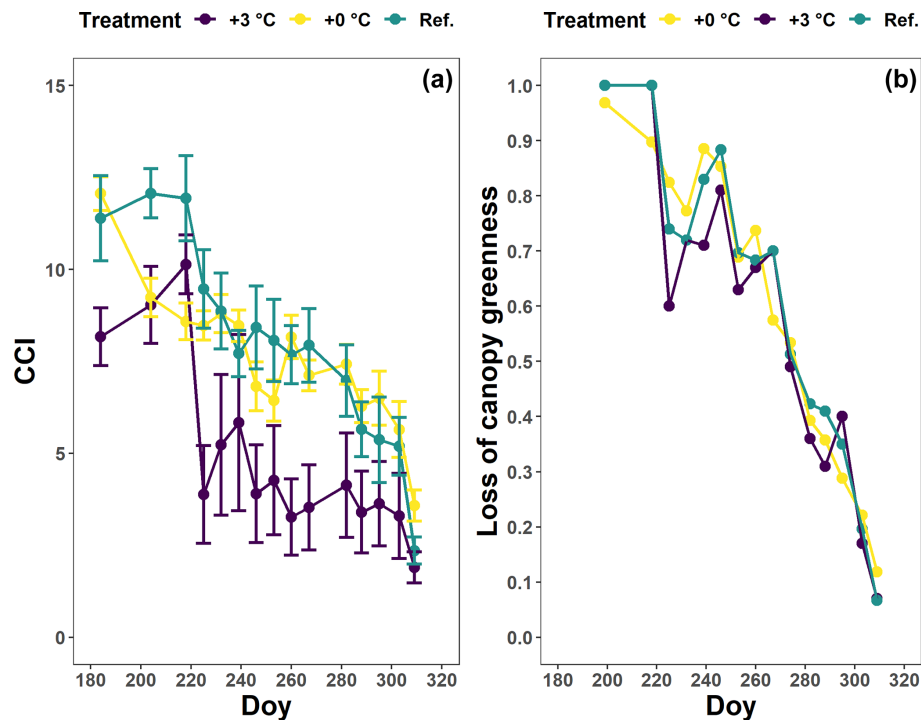 Treatment +3 °C +0 °C Ref.
Treatment +0 °C +3 °C Ref.
(a)
15
10
5
0
CCI
180 200 220 240 260 280 300 320
Doy
(b)
1.0
0.9
0.8
0.7
0.6
0.5
0.4
0.3
0.2
0.1
0.0
Loss of canopy greenness
180 200 220 240 260 280 300 320
Doy